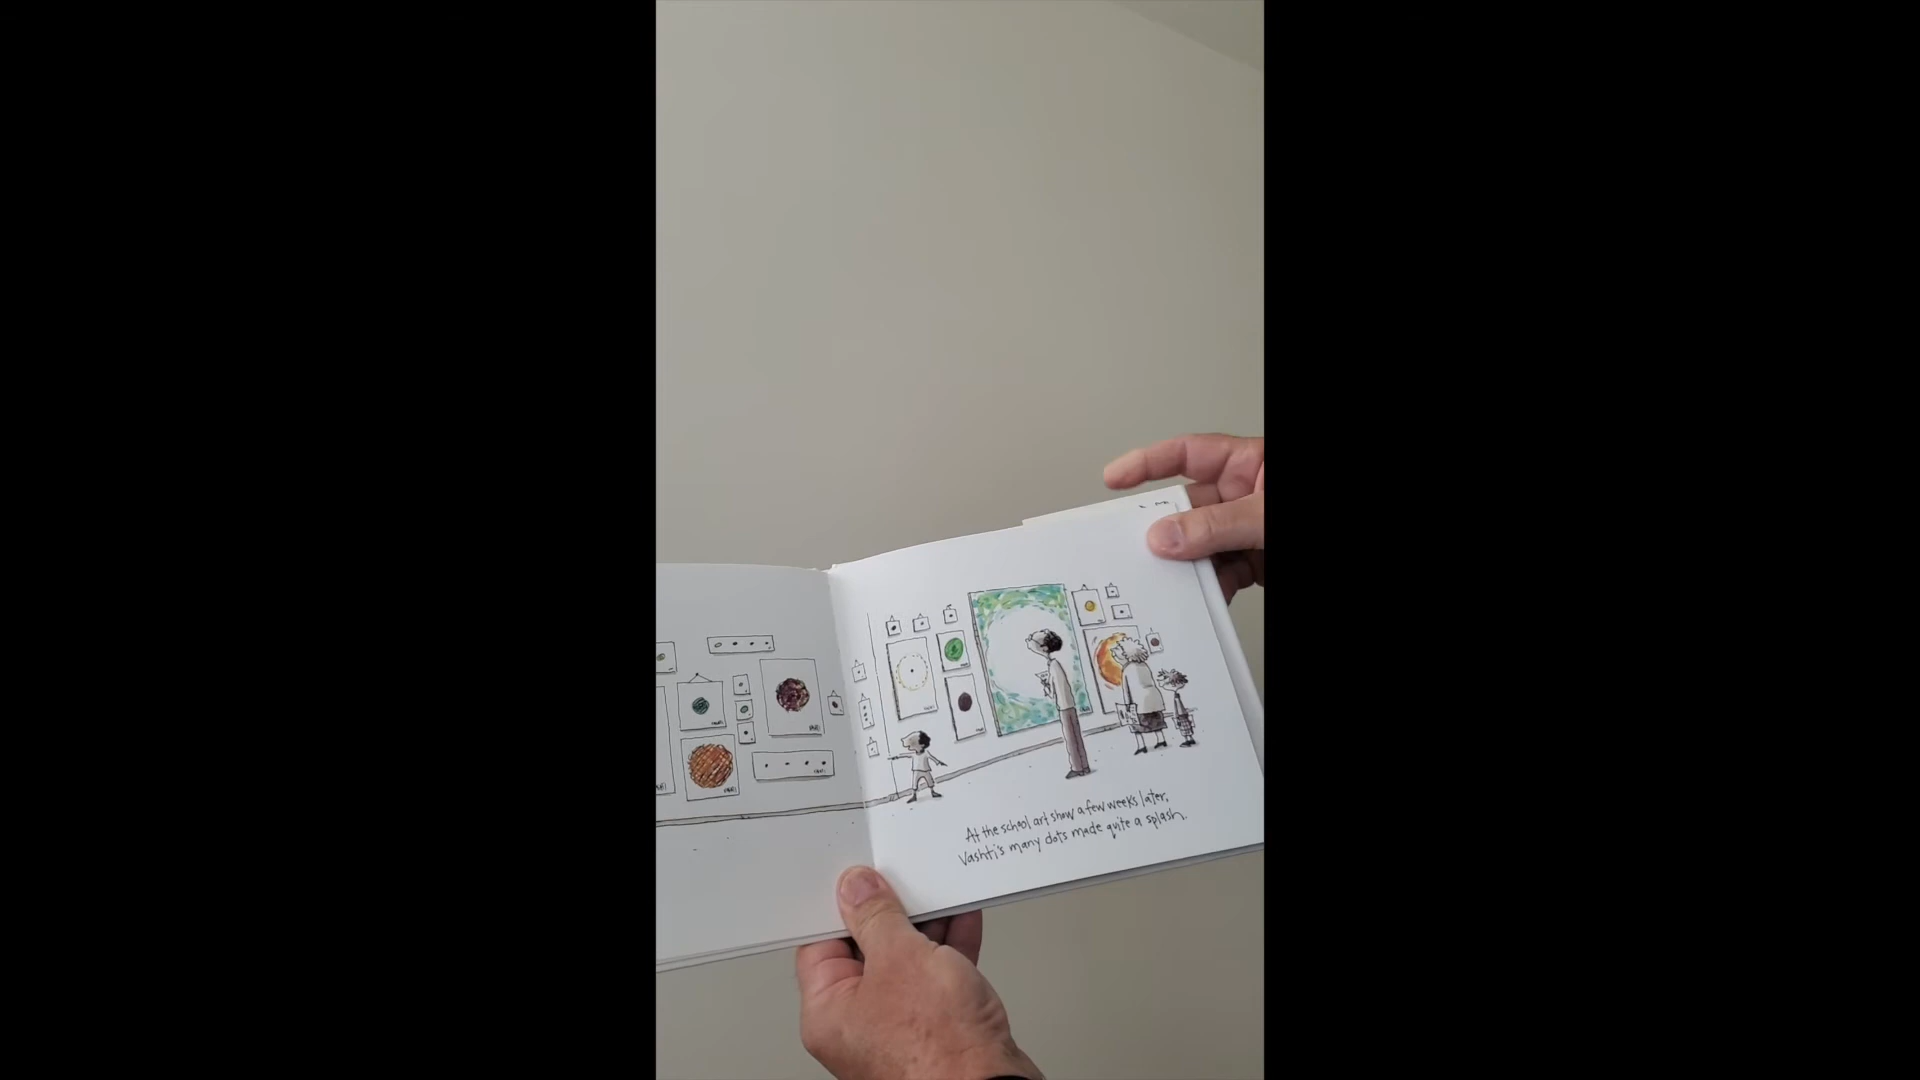 At the school art show a few weeks later,
Vashti's many dots made quite a splash.